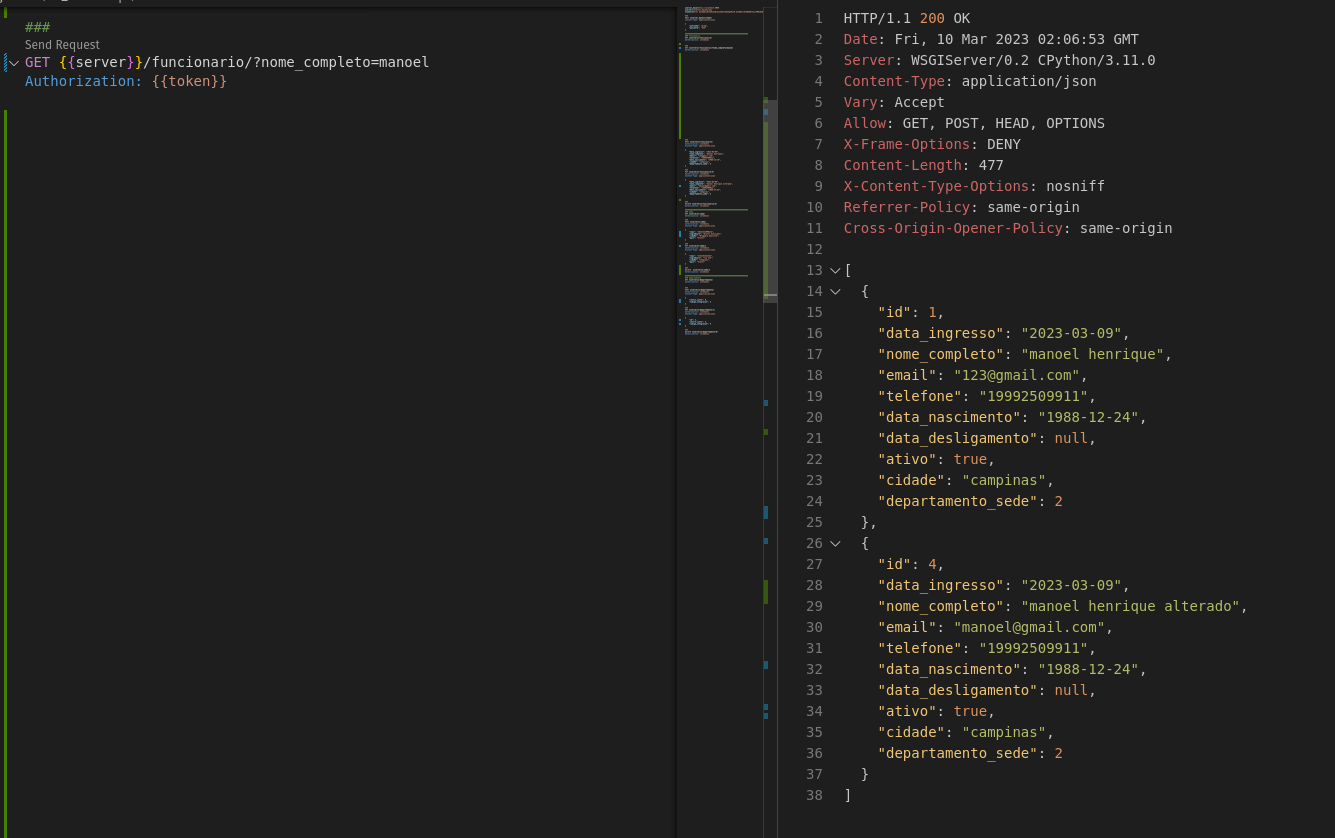 ###
Send Request
GET {{server}}/funcionario/?nome_completo=manoel
Authorization: {{token}}
1 HTTP/1.1 200 OK
2 Date: Fri, 10 Mar 2023 02:06:53 GMT
3 Server: WSGIServer/0.2 CPython/3.11.0
4 Content-Type: application/json
5 Vary: Accept
6 Allow: GET, POST, HEAD, OPTIONS
7 X-Frame-Options: DENY
8 Content-Length: 477
9 X-Content-Type-Options: nosniff
10 Referrer-Policy: same-origin
11 Cross-Origin-Opener-Policy: same-origin
12
13 [
14 {
15 "id": 1,
16 "data_ingresso": "2023-03-09",
17 "nome_completo": "manoel henrique",
18 "email": "123@gmail.com",
19 "telefone": "19992509911",
20 "data_nascimento": "1988-12-24",
21 "data_desligamento": null,
22 "ativo": true,
23 "cidade": "campinas",
24 "departamento_sede": 2
25 },
26 {
27 "id": 4,
28 "data_ingresso": "2023-03-09",
29 "nome_completo": "manoel henrique alterado",
30 "email": "manoel@gmail.com",
31 "telefone": "19992509911",
32 "data_nascimento": "1988-12-24",
33 "data_desligamento": null,
34 "ativo": true,
35 "cidade": "campinas",
36 "departamento_sede": 2
37 }
38 ]